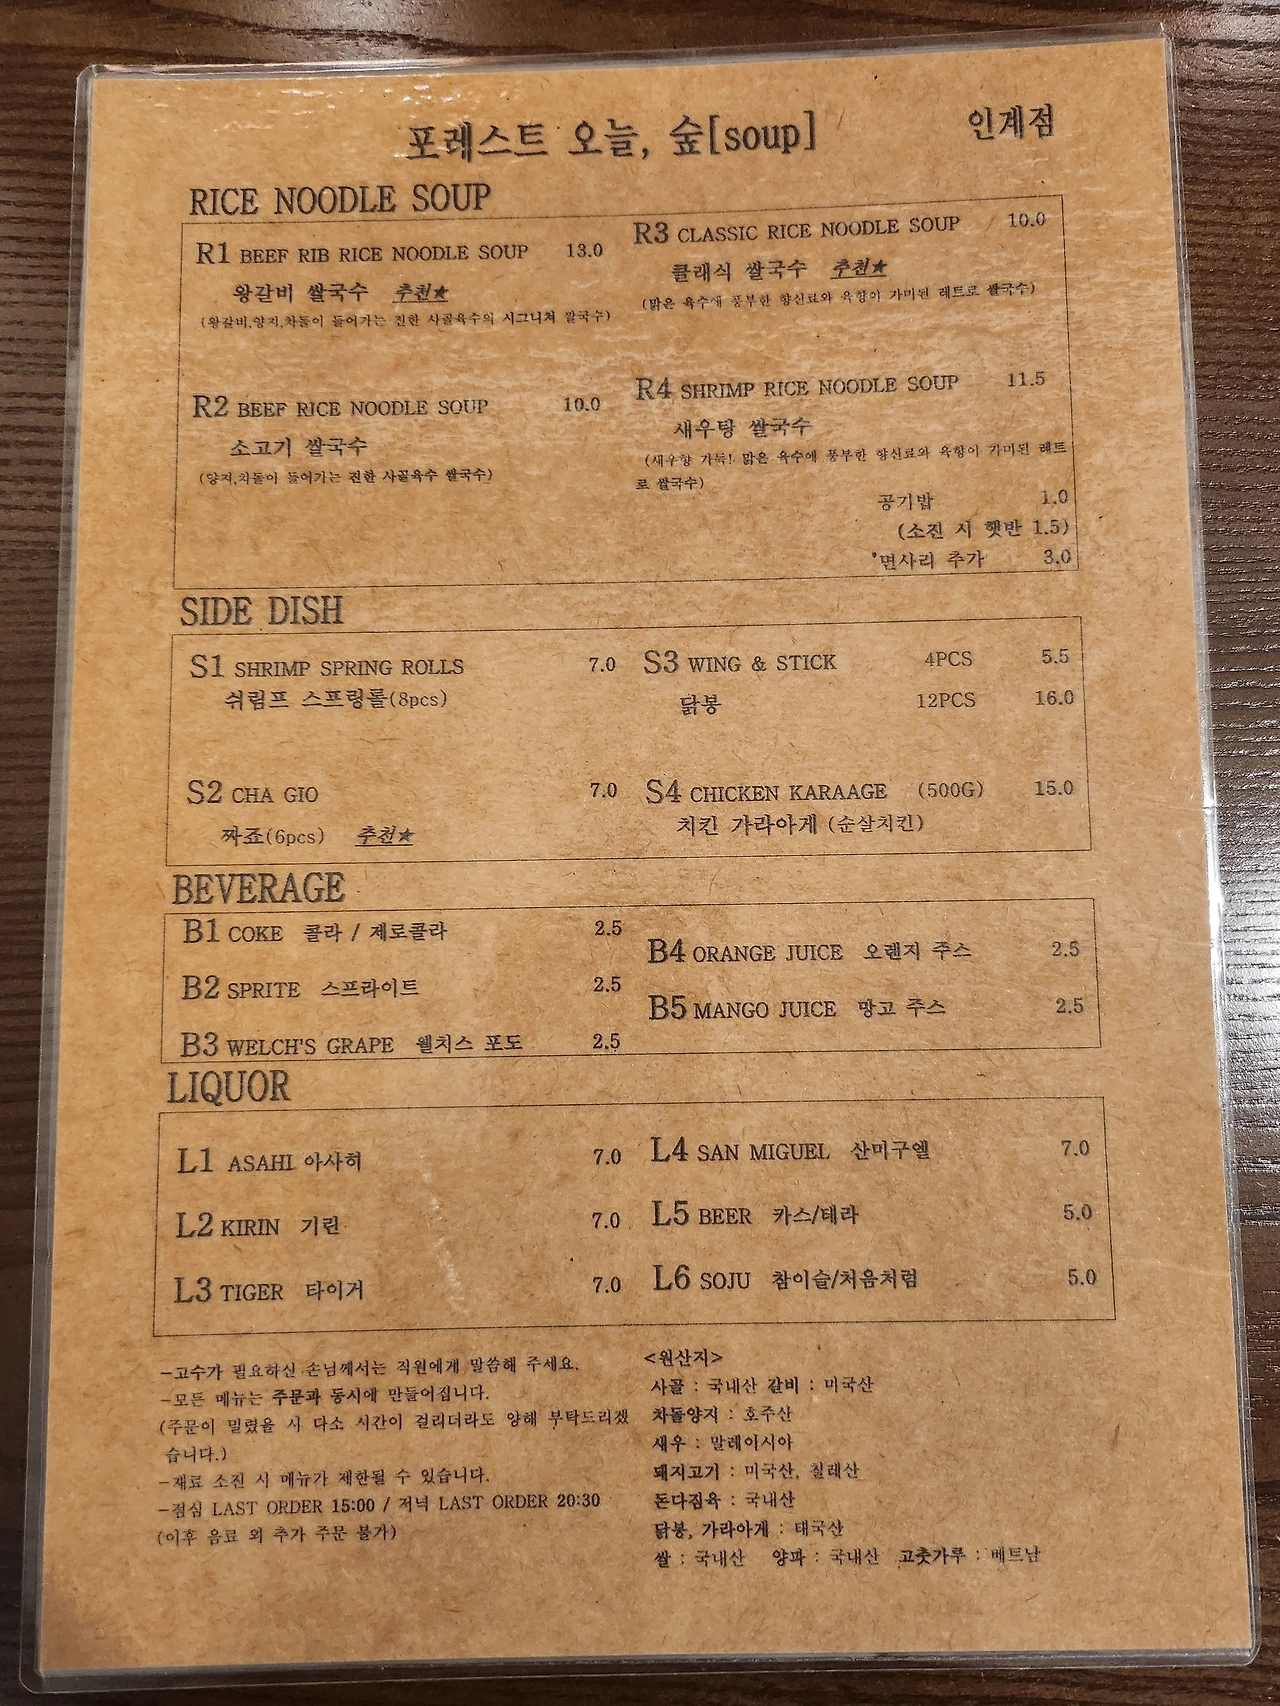 포레스트 오늘, 숲[soup]
인계점
RICE NOODLE SOUP
R1 BEEF RIB RICE NOODLE SOUP 13.0
왕갈비 쌀국수 추천★
(왕갈비,양지,차돌이 들어가는 진한 사골육수의 시그니쳐 쌀국수)
R2 BEEF RICE NOODLE SOUP 10.0
소고기 쌀국수
(양지,차돌이 들어가는 진한 사골육수 쌀국수)
R3 CLASSIC RICE NOODLE SOUP 10.0
클래식 쌀국수 추천★
(맑은 육수에 풍부한 향신료와 육향이 가미된 레트로 쌀국수)
R4 SHRIMP RICE NOODLE SOUP 11.5
새우탕 쌀국수
(새우향 가득! 맑은 육수에 풍부한 향신료와 육향이 가미된 레트
로 쌀국수)
공기밥 1.0
(소진 시 햇반 1.5)
*면사리 추가 3.0
SIDE DISH
S1 SHRIMP SPRING ROLLS 7.0
쉬림프 스프링롤(8pcs)
S2 CHA GIO 7.0
짜죠(6pcs) 추천★
S3 WING & STICK 4PCS 5.5
닭봉 12PCS 16.0
S4 CHICKEN KARAAGE (500G) 15.0
치킨 가라아게 (순살치킨)
BEVERAGE
B1 COKE 콜라 / 제로콜라 2.5
B2 SPRITE 스프라이트 2.5
B3 WELCH'S GRAPE 웰치스 포도 2.5
B4 ORANGE JUICE 오렌지 주스 2.5
B5 MANGO JUICE 망고 주스 2.5
LIQUOR
L1 ASAHI 아사히 7.0
L2 KIRIN 기린 7.0
L3 TIGER 타이거 7.0
L4 SAN MIGUEL 산미구엘 7.0
L5 BEER 카스/테라 5.0
L6 SOJU 참이슬/처음처럼 5.0
-고수가 필요하신 손님께서는 직원에게 말씀해 주세요.
-모든 메뉴는 주문과 동시에 만들어집니다.
(주문이 밀렸을 시 다소 시간이 걸리더라도 양해 부탁드리겠
습니다.)
-재료 소진 시 메뉴가 제한될 수 있습니다.
-점심 LAST ORDER 15:00 / 저녁 LAST ORDER 20:30
(이후 음료 외 추가 주문 불가)
<원산지>
사골 : 국내산 갈비 : 미국산
차돌양지 : 호주산
새우 : 말레이시아
돼지고기 : 미국산, 칠레산
돈다짐육 : 국내산
닭봉, 가라아게 : 태국산
쌀 : 국내산 양파 : 국내산 고춧가루 : 베트남